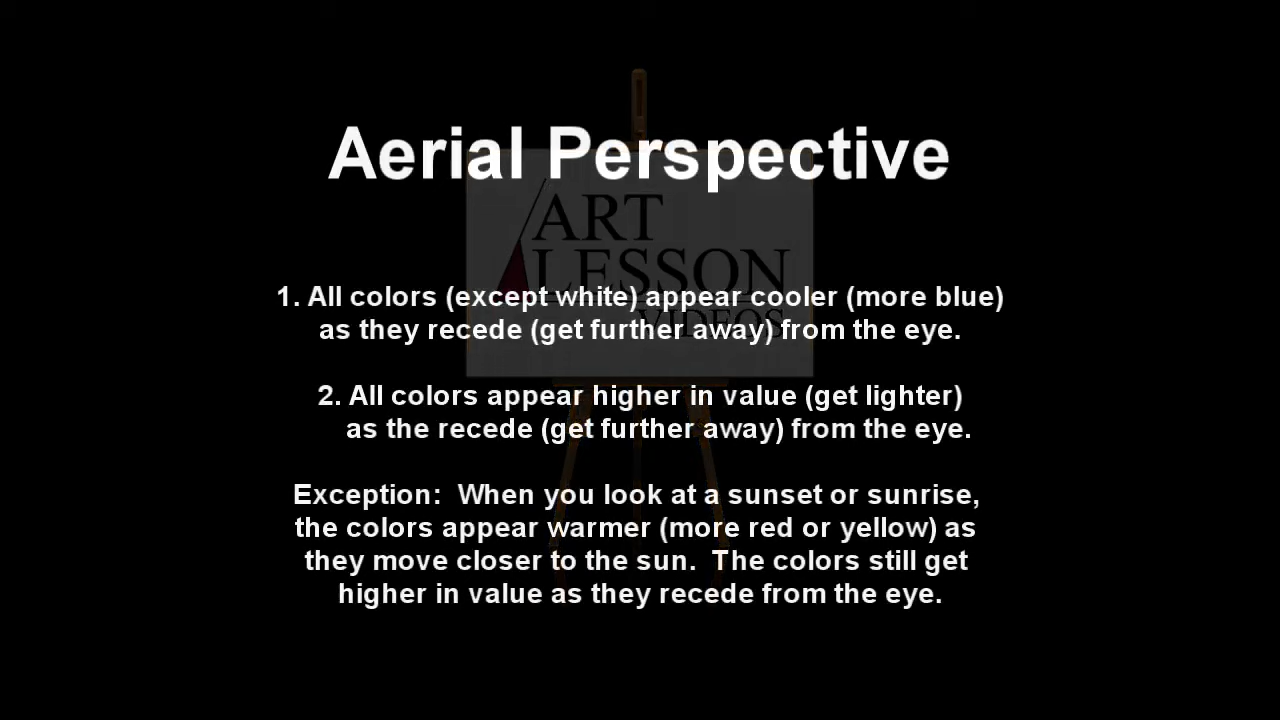 Aerial Perspective
ART
LESSON
VIDEOS
1. All colors (except white) appear cooler (more blue)
as they recede (get further away) from the eye.
2. All colors appear higher in value (get lighter)
as the recede (get further away) from the eye.
Exception:  When you look at a sunset or sunrise,
the colors appear warmer (more red or yellow) as
they move closer to the sun.  The colors still get
higher in value as they recede from the eye.